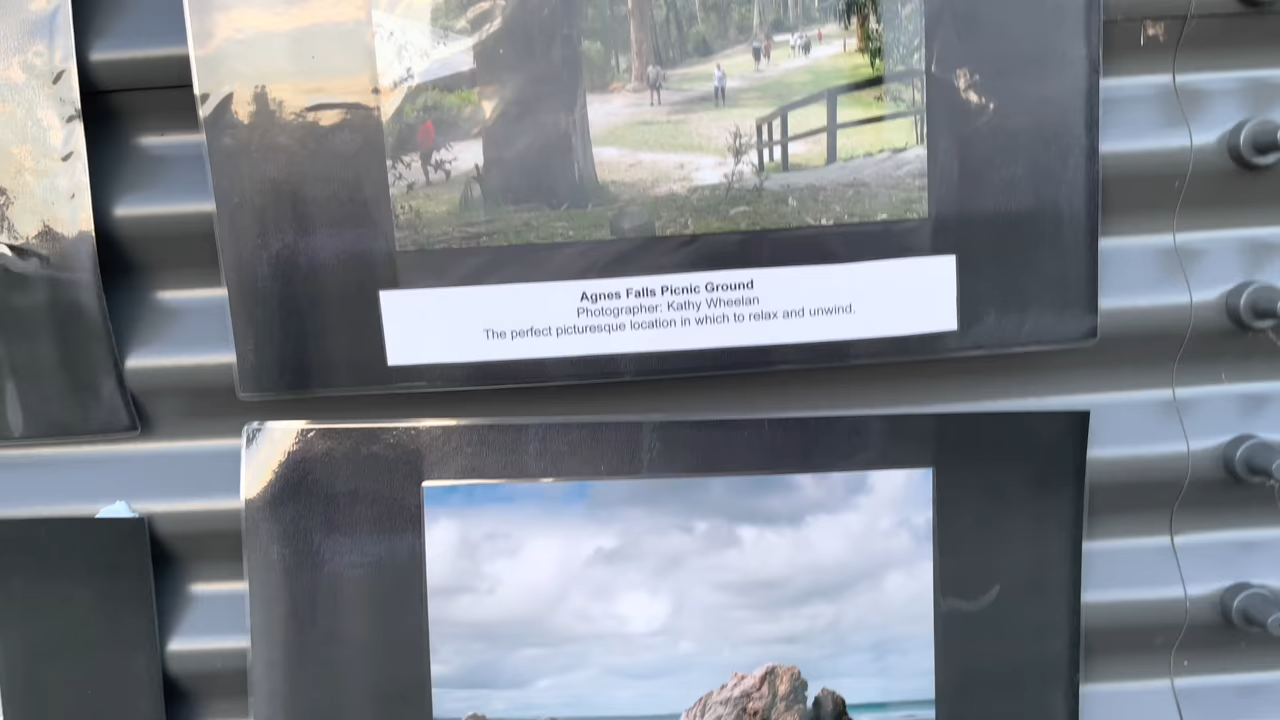 Agnes Falls Picnic Ground
Photographer: Kathy Wheelan
The perfect picturesque location in which to relax and unwind.